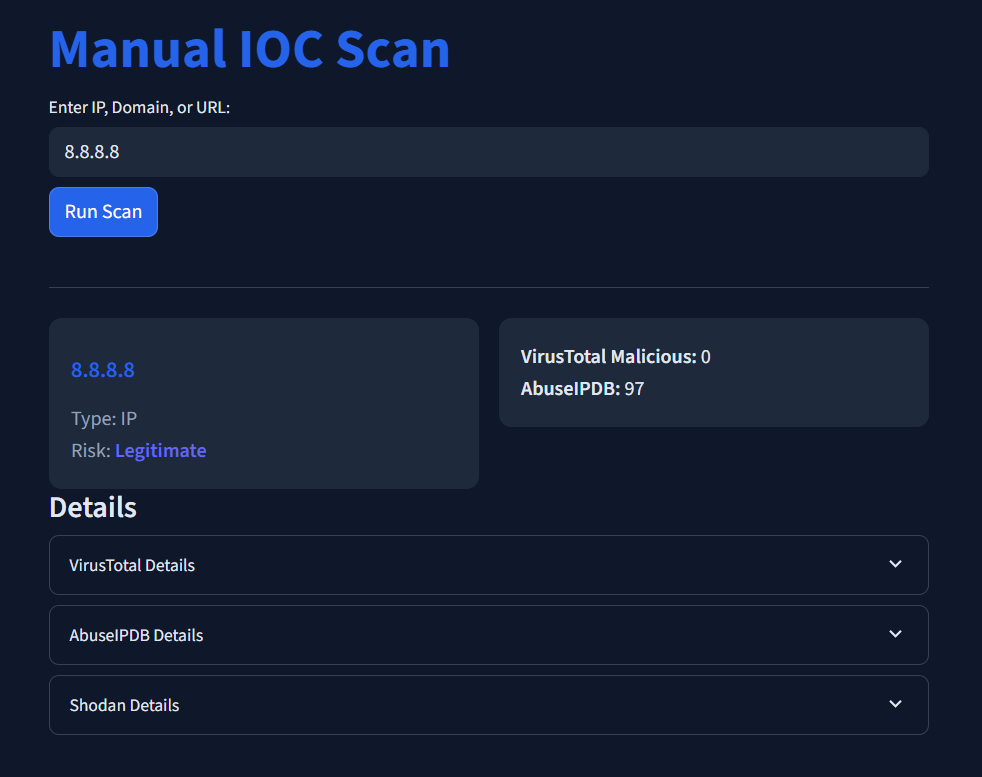 Manual IOC Scan
Enter IP, Domain, or URL:
8.8.8.8
Run Scan
8.8.8.8
Type: IP
Risk: Legitimate
VirusTotal Malicious: 0
AbuseIPDB: 97
Details
VirusTotal Details
AbuseIPDB Details
Shodan Details